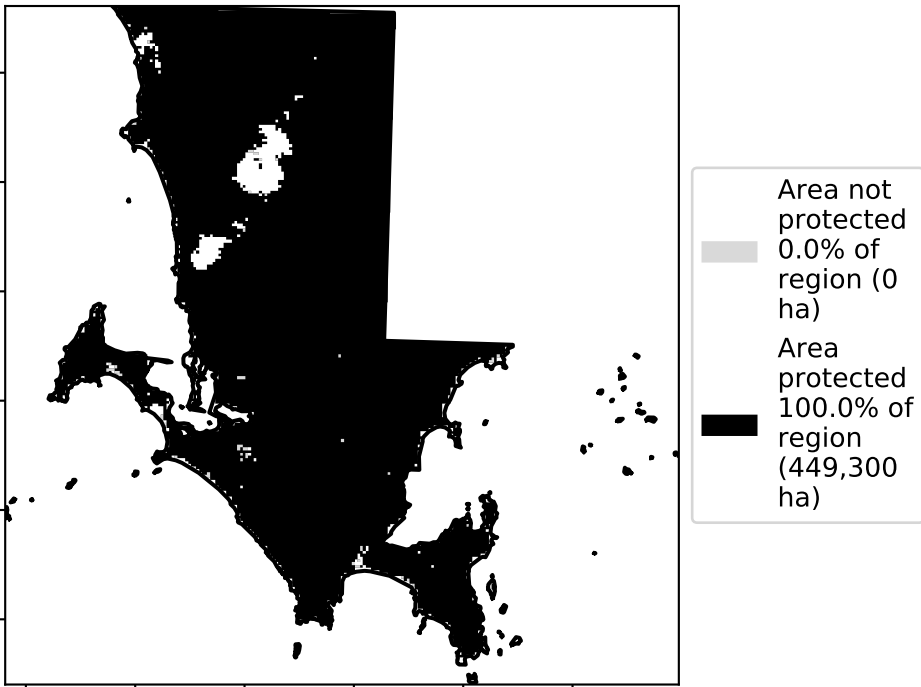 Area not
protected
0.0% of
region (0
ha)
Area
protected
100.0% of
region
(449,300
ha)